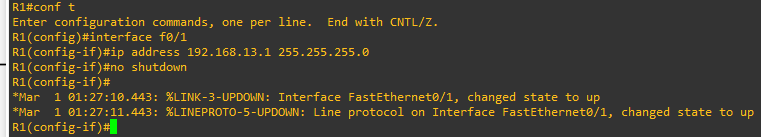 R1#conf t
Enter configuration commands, one per line.  End with CNTL/Z.
R1(config)#interface f0/1
R1(config-if)#ip address 192.168.13.1 255.255.255.0
R1(config-if)#no shutdown
R1(config-if)#
*Mar  1 01:27:10.443: %LINK-3-UPDOWN: Interface FastEthernet0/1, changed state to up
*Mar  1 01:27:11.443: %LINEPROTO-5-UPDOWN: Line protocol on Interface FastEthernet0/1, changed state to up
R1(config-if)#